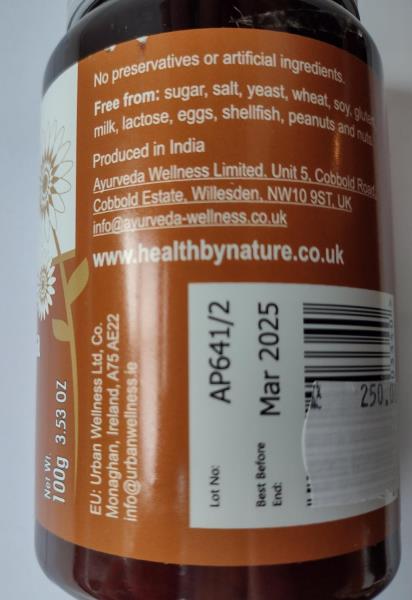 No preservatives or artificial ingredients.
Free from: sugar, salt, yeast, wheat, soy, gluten
milk, lactose, eggs, shellfish, peanuts and nuts.
Produced in India
Ayurveda Wellness Limited. Unit 5, Cobbold Road,
Cobbold Estate, Willesden, NW10 9ST. UK
info@ayurveda-wellness.co.uk
www.healthbynature.co.uk
EU: Urban Wellness Ltd, Co.
Monaghan, Ireland, A75 AE22
info@urbanwellness.ie
Net Wt.
100g 3.53 OZ
Lot No: AP641/2
Best Before
End: Mar 2025
250.0